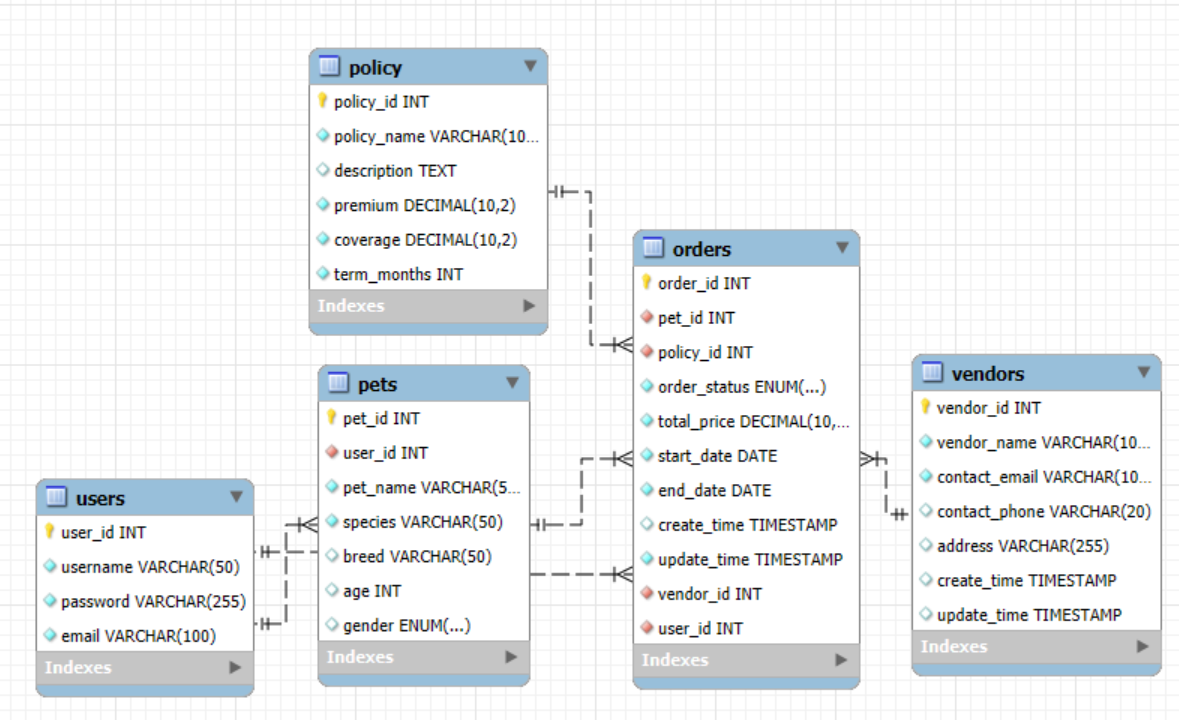 policy
policy_id INT
policy_name VARCHAR(10...
description TEXT
premium DECIMAL(10,2)
coverage DECIMAL(10,2)
term_months INT
Indexes
pets
pet_id INT
user_id INT
pet_name VARCHAR(5...
species VARCHAR(50)
breed VARCHAR(50)
age INT
gender ENUM(...)
Indexes
users
user_id INT
username VARCHAR(50)
password VARCHAR(255)
email VARCHAR(100)
Indexes
orders
order_id INT
pet_id INT
policy_id INT
order_status ENUM(...)
total_price DECIMAL(10,...
start_date DATE
end_date DATE
create_time TIMESTAMP
update_time TIMESTAMP
vendor_id INT
user_id INT
Indexes
vendors
vendor_id INT
vendor_name VARCHAR(10...
contact_email VARCHAR(10...
contact_phone VARCHAR(20)
address VARCHAR(255)
create_time TIMESTAMP
update_time TIMESTAMP
Indexes